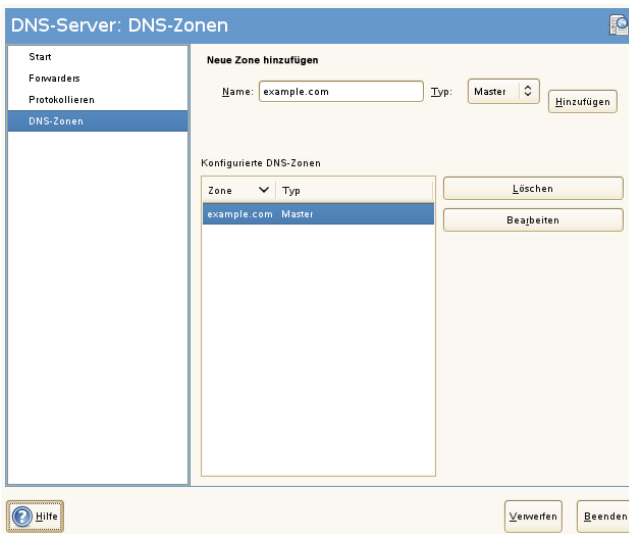 DNS-Server: DNS-Zonen
Start
Forwarders
Protokollieren
DNS-Zonen
Neue Zone hinzufügen
Name: example.com Typ: Master Hinzufügen
Konfigurierte DNS-Zonen
Zone Typ
example.com Master
Löschen
Bearbeiten
Hilfe Verwerfen Beenden